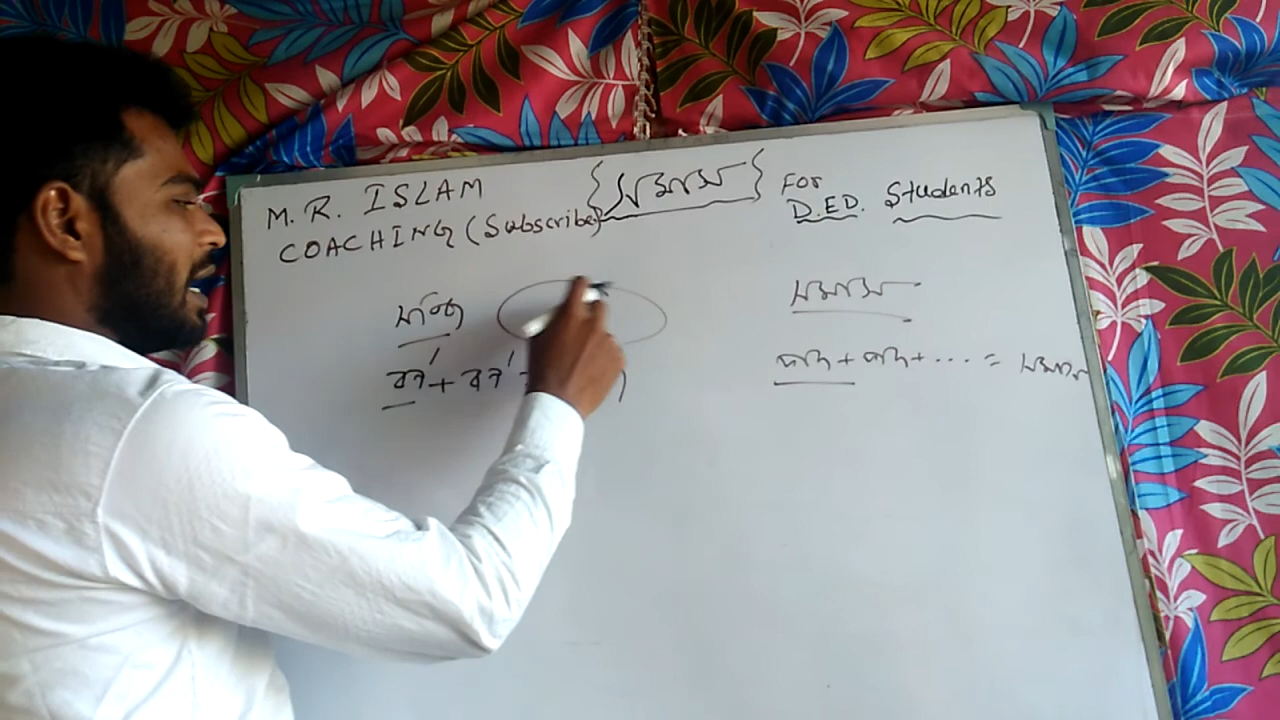 M. R. ISLAM
COACHING (Subscribe)
{সমাস}
FOR
D.ED. Students
সন্ধি
বর্ণ + বর্ণ
সমাস
পদ + পদ + ... = সমাস